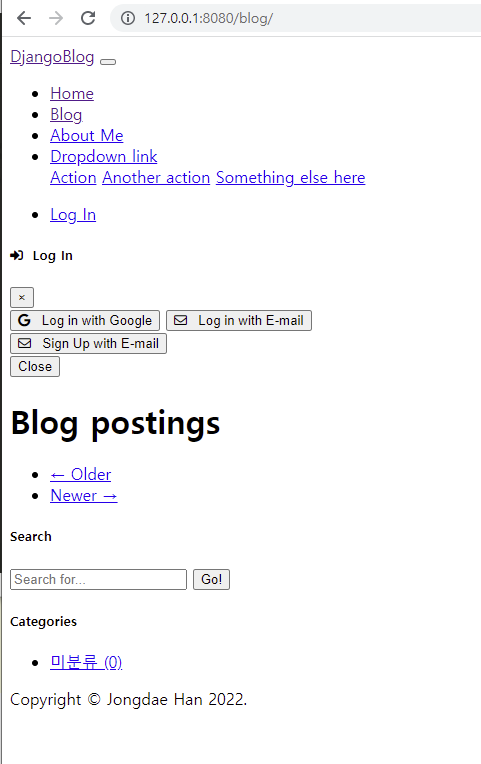 127.0.0.1:8080/blog/
DjangoBlog
Home
Blog
About Me
Dropdown link
Action Another action Something else here
Log In
Log In
×
Log in with Google Log in with E-mail
Sign Up with E-mail
Close
Blog postings
← Older
Newer →
Search
Search for... Go!
Categories
미분류 (0)
Copyright © Jongdae Han 2022.